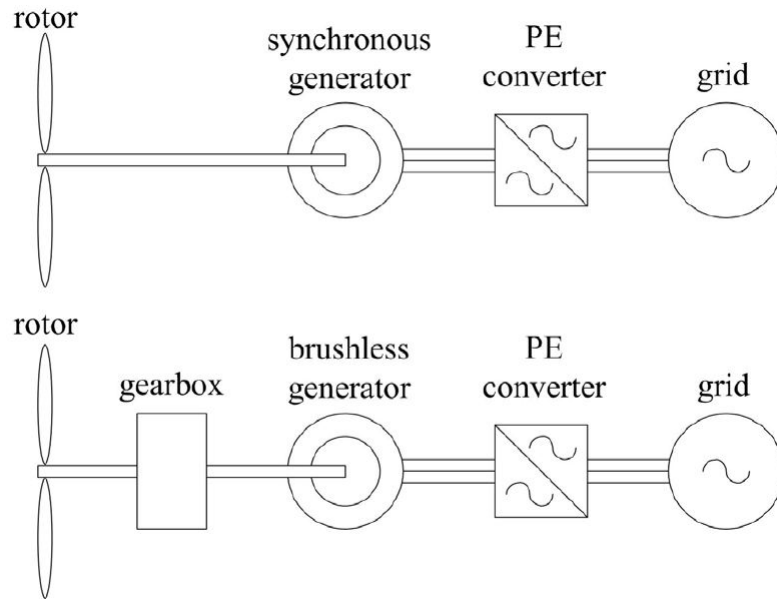 rotor
synchronous
generator
PE
converter
grid
rotor
gearbox
brushless
generator
PE
converter
grid